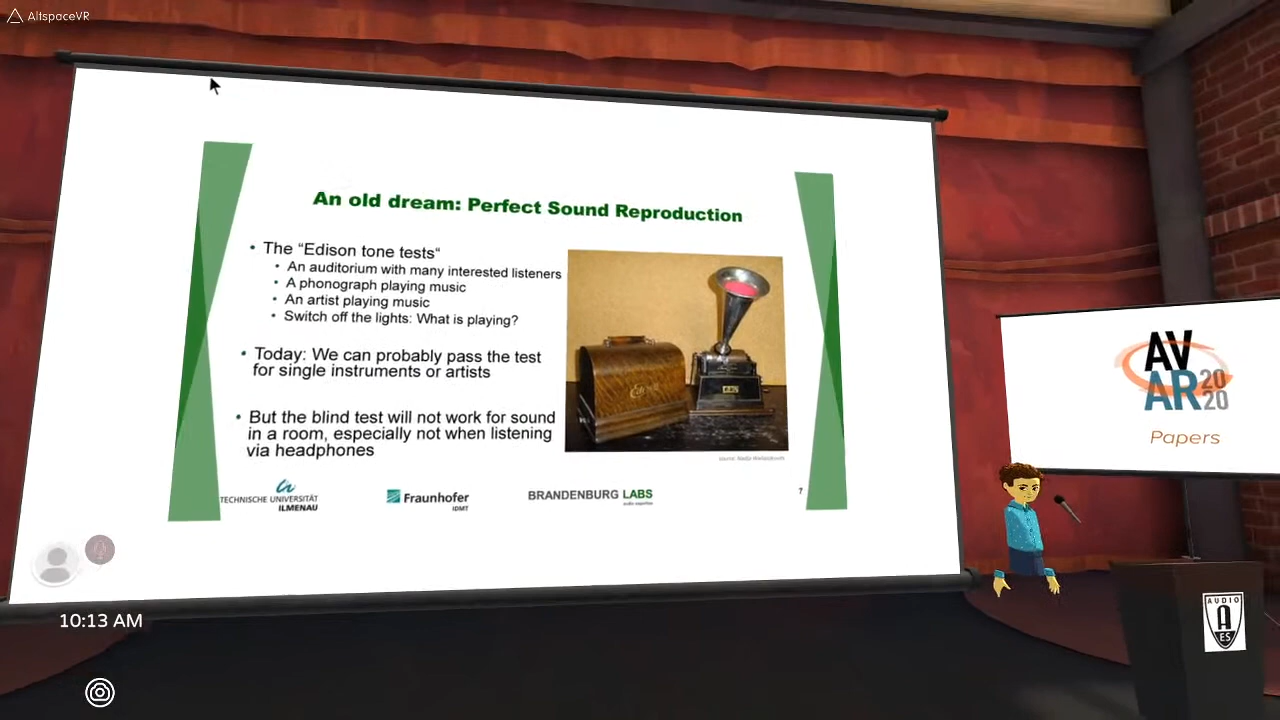 AltspaceVR
An old dream: Perfect Sound Reproduction
• The “Edison tone tests“
• An auditorium with many interested listeners
• A phonograph playing music
• An artist playing music
• Switch off the lights: What is playing?
• Today: We can probably pass the test
for single instruments or artists
• But the blind test will not work for sound
in a room, especially not when listening
via headphones
TECHNISCHE UNIVERSITÄT
ILMENAU
Fraunhofer
IDMT
BRANDENBURG LABS
7
AV
AR 20
20
Papers
10:13 AM
AUDIO
A
ES